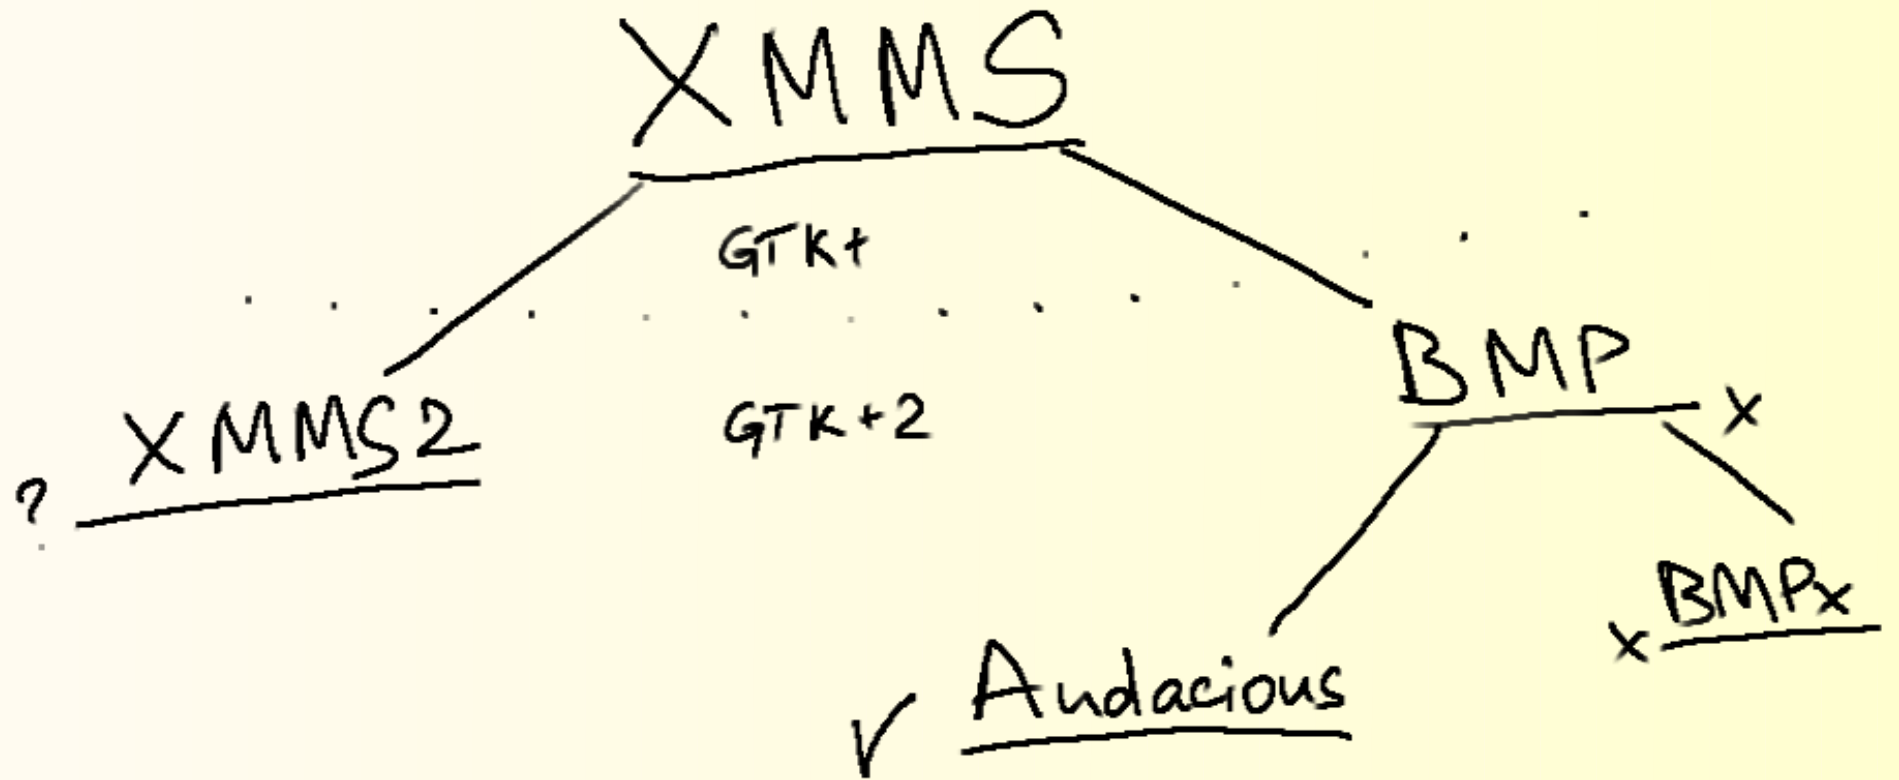 XMMS
GTK+
BMP x
XMMS2
GTK+2
?
BMPx
x
Audacious
✓